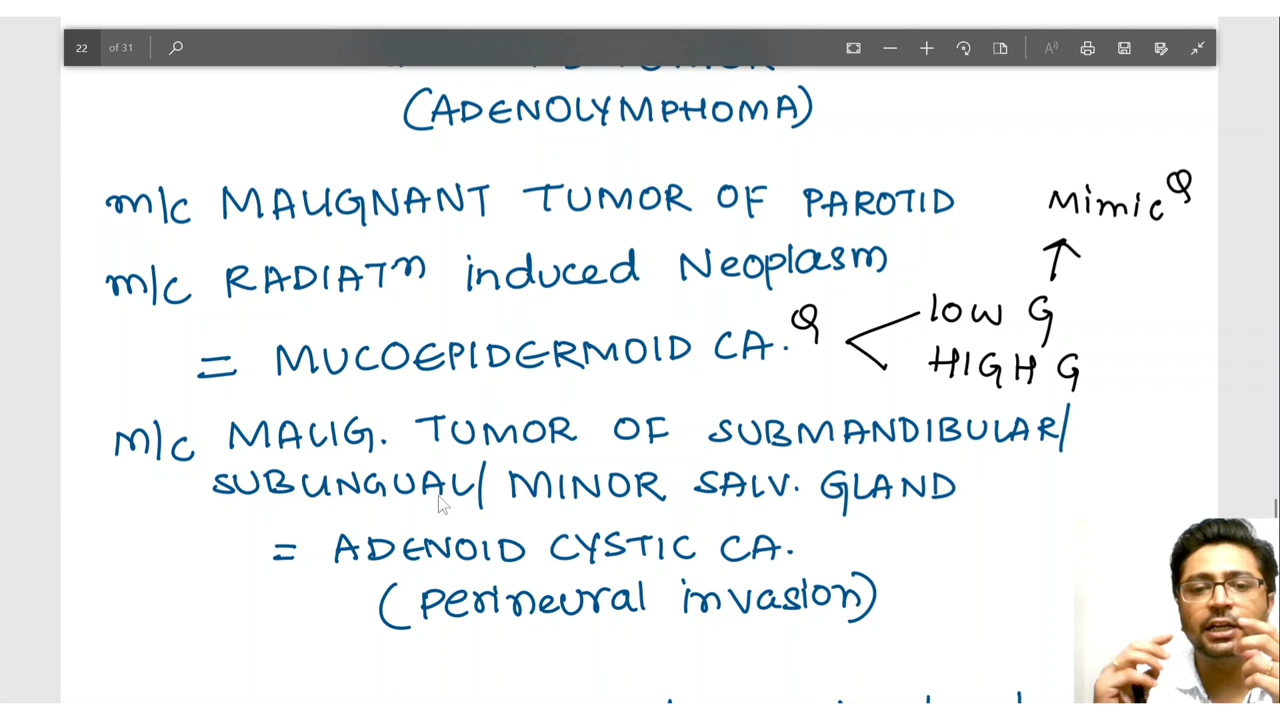 22 of 31
(ADENOLYMPHOMA)
m/c MALIGNANT TUMOR OF PAROTID
Mimic Q
m/c RADIATn induced Neoplasm
= MUCOEPIDERMOID CA. Q
low G
HIGH G
m/c MALIG. TUMOR OF SUBMANDIBULAR/
SUBLINGUAL/ MINOR SALV. GLAND
= ADENOID CYSTIC CA.
(perineural invasion)